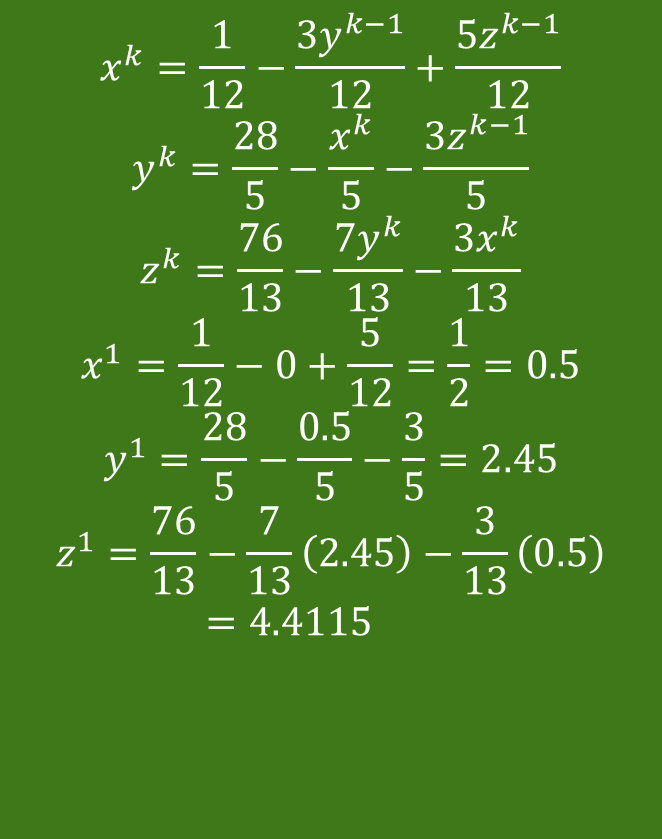 x^k = 1/12 − 3y^{k−1}/12 + 5z^{k−1}/12
y^k = 28/5 − x^k/5 − 3z^{k−1}/5
z^k = 76/13 − 7y^k/13 − 3x^k/13
x^1 = 1/12 − 0 + 5/12 = 1/2 = 0.5
y^1 = 28/5 − 0.5/5 − 3/5 = 2.45
z^1 = 76/13 − 7/13 (2.45) − 3/13 (0.5)
= 4.4115